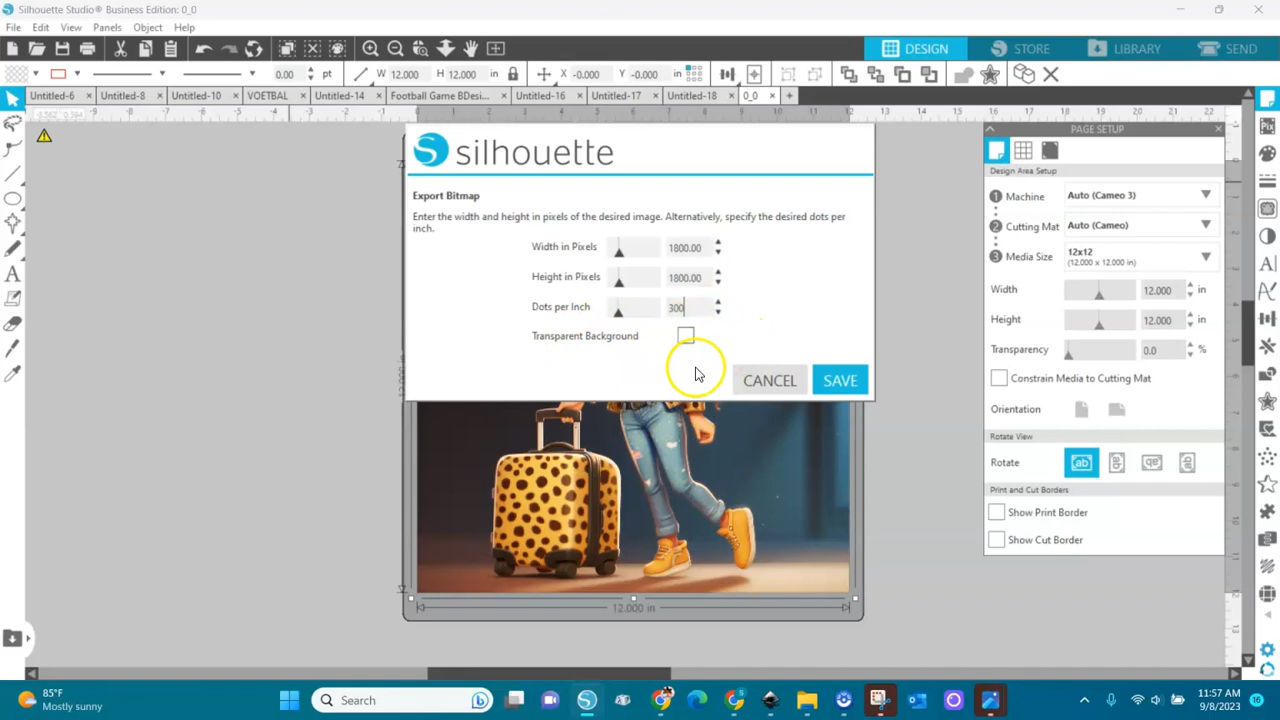 Silhouette Studio® Business Edition: 0_0
File Edit View Panels Object Help
DESIGN STORE LIBRARY SEND
0.00 pt W 12.000 H 12.000 in X -0.000 Y -0.000 in
Untitled-6 Untitled-8 Untitled-10 VOETBAL Untitled-14 Football Game BDesi... Untitled-16 Untitled-17 Untitled-18 0_0
silhouette
Export Bitmap
Enter the width and height in pixels of the desired image. Alternatively, specify the desired dots per
inch.
Width in Pixels 1800.00
Height in Pixels 1800.00
Dots per Inch 300
Transparent Background
CANCEL SAVE
12.000 in
PAGE SETUP
Design Area Setup
1 Machine Auto (Cameo 3)
2 Cutting Mat Auto (Cameo)
3 Media Size 12x12
(12.000 x 12.000 in)
Width 12.000 in
Height 12.000 in
Transparency 0.0 %
Constrain Media to Cutting Mat
Orientation
Rotate View
Rotate
Print and Cut Borders
Show Print Border
Show Cut Border
85°F
Mostly sunny
Search
11:57 AM
9/8/2023
16